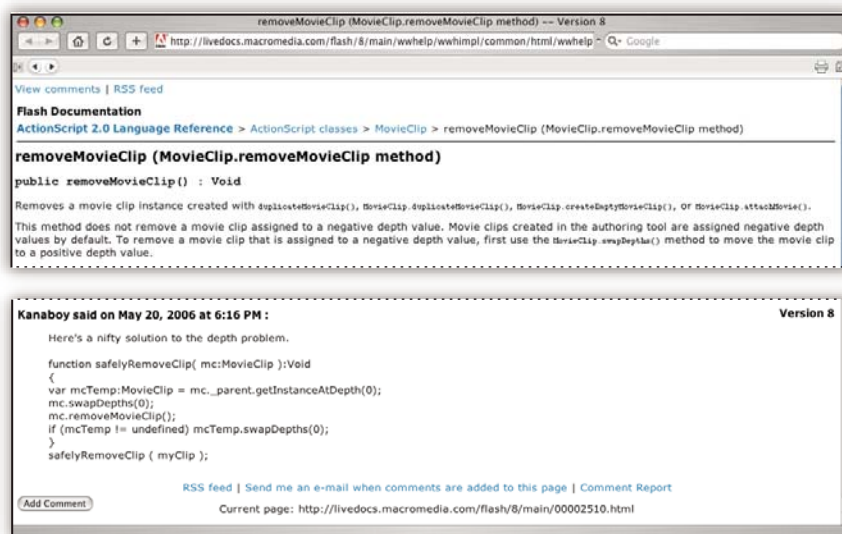 removeMovieClip (MovieClip.removeMovieClip method) -- Version 8
http://livedocs.macromedia.com/flash/8/main/wwhelp/wwhimpl/common/html/wwhelp
Google
View comments | RSS feed
Flash Documentation
ActionScript 2.0 Language Reference > ActionScript classes > MovieClip > removeMovieClip (MovieClip.removeMovieClip method)
removeMovieClip (MovieClip.removeMovieClip method)
public removeMovieClip() : Void
Removes a movie clip instance created with duplicateMovieClip(), MovieClip.duplicateMovieClip(), MovieClip.createEmptyMovieClip(), or MovieClip.attachMovie().
This method does not remove a movie clip assigned to a negative depth value. Movie clips created in the authoring tool are assigned negative depth
values by default. To remove a movie clip that is assigned to a negative depth value, first use the MovieClip.swapDepths() method to move the movie clip
to a positive depth value.
Kanaboy said on May 20, 2006 at 6:16 PM :
Version 8
Here's a nifty solution to the depth problem.
function safelyRemoveClip( mc:MovieClip ):Void
{
var mcTemp:MovieClip = mc._parent.getInstanceAtDepth(0);
mc.swapDepths(0);
mc.removeMovieClip();
if (mcTemp != undefined) mcTemp.swapDepths(0);
}
safelyRemoveClip ( myClip );
RSS feed | Send me an e-mail when comments are added to this page | Comment Report
Add Comment
Current page: http://livedocs.macromedia.com/flash/8/main/00002510.html